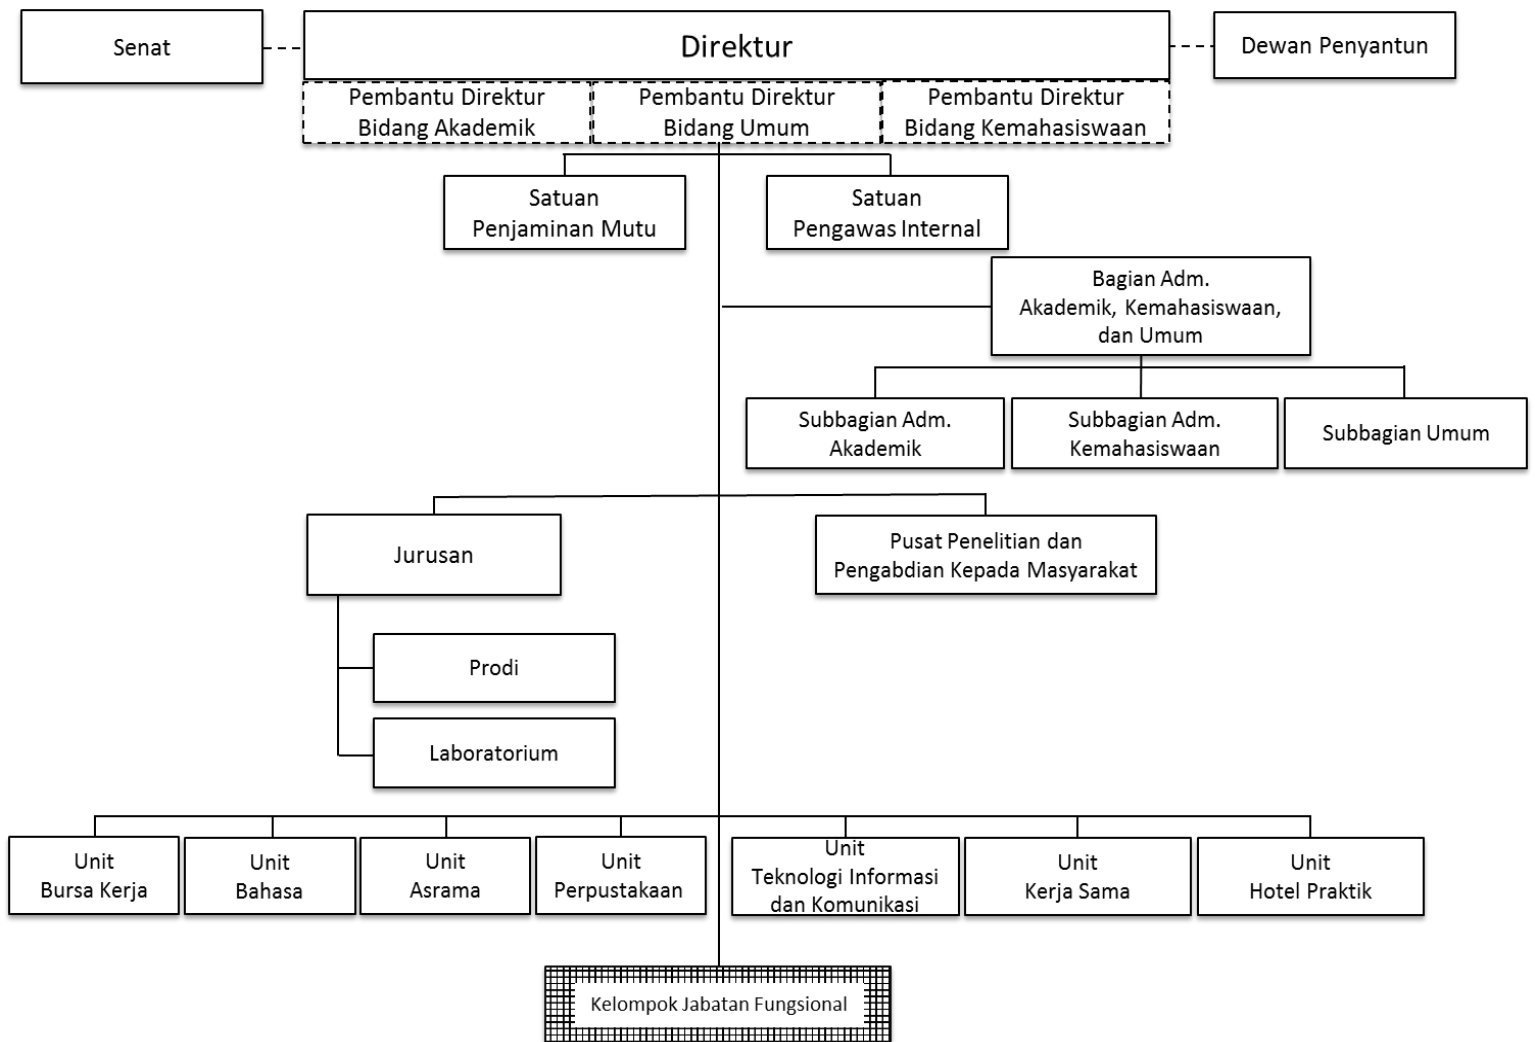 Senat
Direktur
Dewan Penyantun
Pembantu Direktur
Bidang Akademik
Pembantu Direktur
Bidang Umum
Pembantu Direktur
Bidang Kemahasiswaan
Satuan
Penjaminan Mutu
Satuan
Pengawas Internal
Bagian Adm.
Akademik, Kemahasiswaan,
dan Umum
Subbagian Adm.
Akademik
Subbagian Adm.
Kemahasiswaan
Subbagian Umum
Jurusan
Pusat Penelitian dan
Pengabdian Kepada Masyarakat
Prodi
Laboratorium
Unit
Bursa Kerja
Unit
Bahasa
Unit
Asrama
Unit
Perpustakaan
Unit
Teknologi Informasi
dan Komunikasi
Unit
Kerja Sama
Unit
Hotel Praktik
Kelompok Jabatan Fungsional